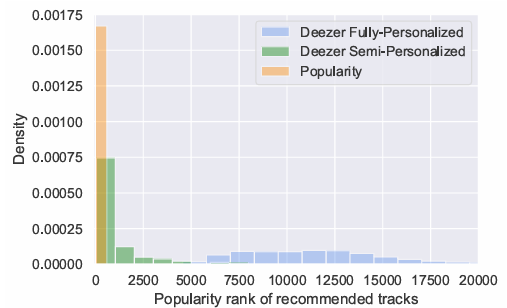 0.00175
0.00150
0.00125
0.00100
0.00075
0.00050
0.00025
0.00000
Density
Deezer Fully-Personalized
Deezer Semi-Personalized
Popularity
0 2500 5000 7500 10000 12500 15000 17500 20000
Popularity rank of recommended tracks